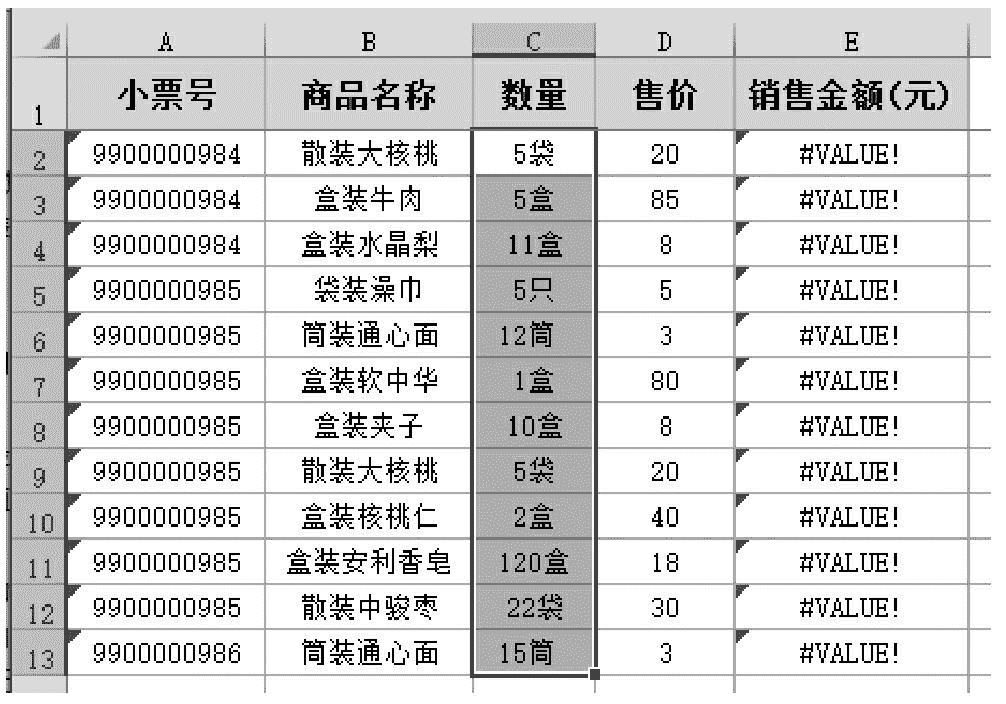 A B C D E
1 小票号 商品名称 数量 售价 销售金额(元)
2 9900000984 散装大核桃 5袋 20 #VALUE!
3 9900000984 盒装牛肉 5盒 85 #VALUE!
4 9900000984 盒装水晶梨 11盒 8 #VALUE!
5 9900000985 袋装澡巾 5只 5 #VALUE!
6 9900000985 筒装通心面 12筒 3 #VALUE!
7 9900000985 盒装软中华 1盒 80 #VALUE!
8 9900000985 盒装夹子 10盒 8 #VALUE!
9 9900000985 散装大核桃 5袋 20 #VALUE!
10 9900000985 盒装核桃仁 2盒 40 #VALUE!
11 9900000985 盒装安利香皂 120盒 18 #VALUE!
12 9900000985 散装中骏枣 22袋 30 #VALUE!
13 9900000986 筒装通心面 15筒 3 #VALUE!